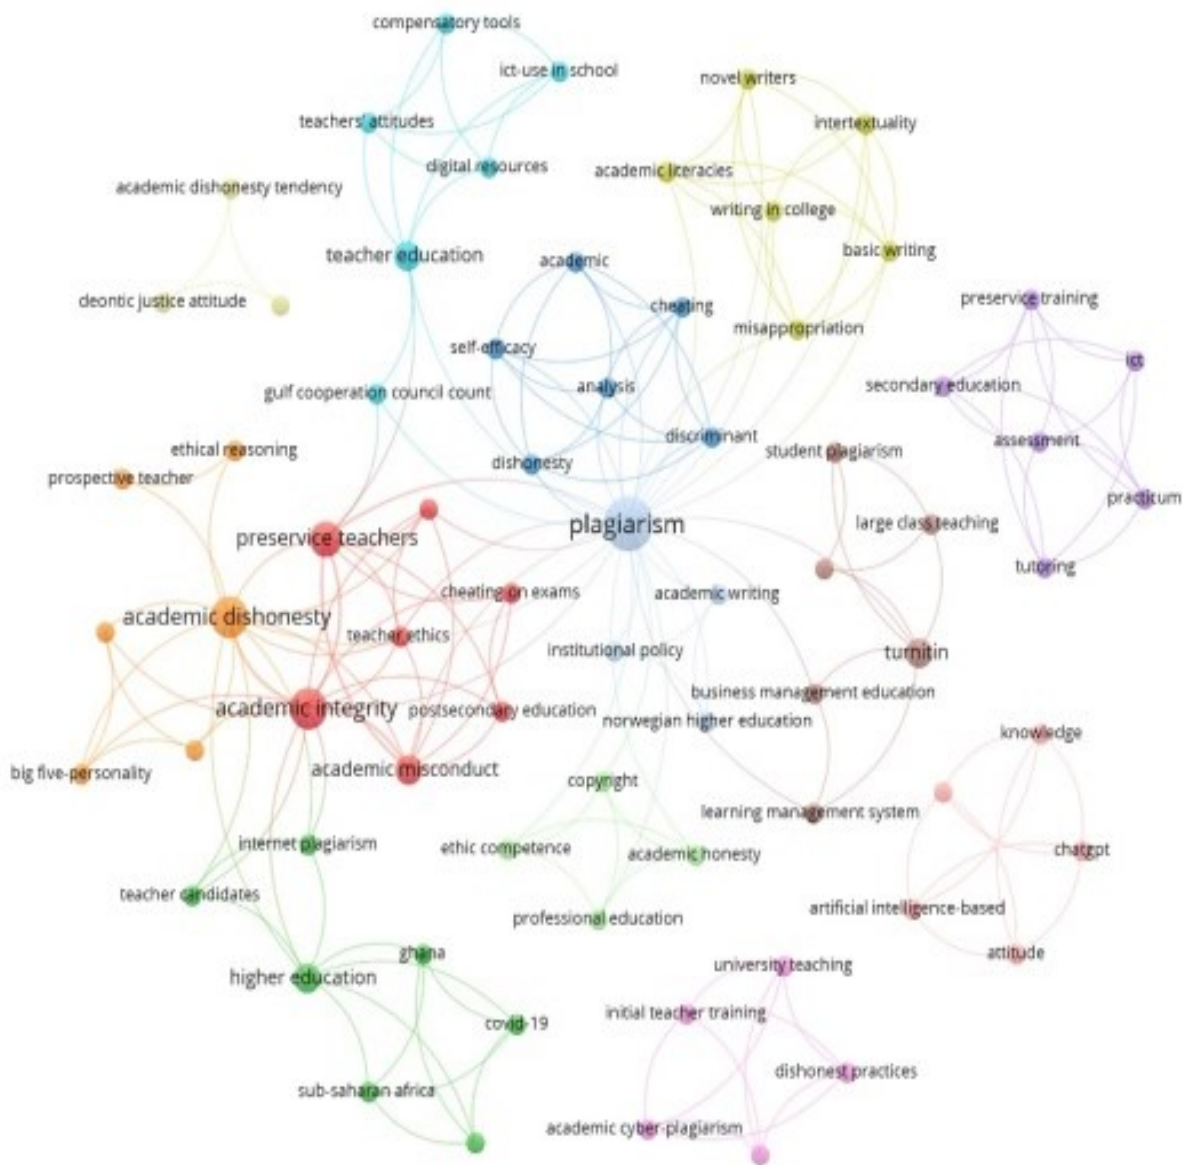 compensatory tools
ict-use in school
novel writers
teachers' attitudes
intertextuality
digital resources
academic literacies
academic dishonesty tendency
writing in college
teacher education
academic
basic writing
deontic justice attitude
cheating
preservice training
misappropriation
self-efficacy
ict
analysis
secondary education
gulf cooperation council count
discriminant
assessment
ethical reasoning
student plagiarism
dishonesty
prospective teacher
practicum
plagiarism
large class teaching
preservice teachers
tutoring
cheating on exams
academic writing
academic dishonesty
teacher ethics
institutional policy
turnitin
business management education
academic integrity
postsecondary education
norwegian higher education
knowledge
academic misconduct
big five-personality
copyright
learning management system
internet plagiarism
ethic competence
academic honesty
chatgpt
teacher candidates
artificial intelligence-based
professional education
ghana
attitude
university teaching
higher education
initial teacher training
covid-19
dishonest practices
sub-saharan africa
academic cyber-plagiarism